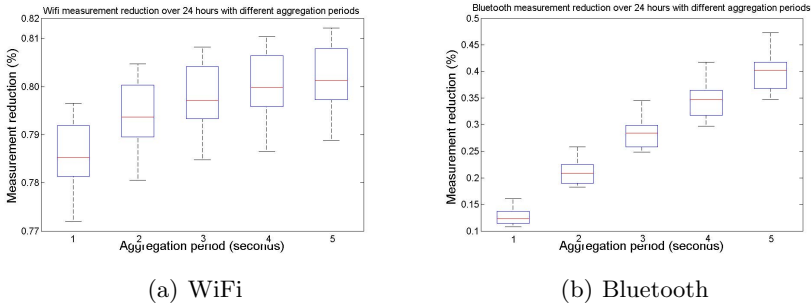 Wifi measurement reduction over 24 hours with different aggregation periods
0.82
0.81
0.80
0.79
0.78
0.77
Measurement reduction (%)
1 2 3 4 5
Aggregation period (seconds)
(a) WiFi
Bluetooth measurement reduction over 24 hours with different aggregation periods
0.5
0.45
0.4
0.35
0.3
0.25
0.2
0.15
0.1
Measurement reduction (%)
1 2 3 4 5
Aggregation period (seconds)
(b) Bluetooth